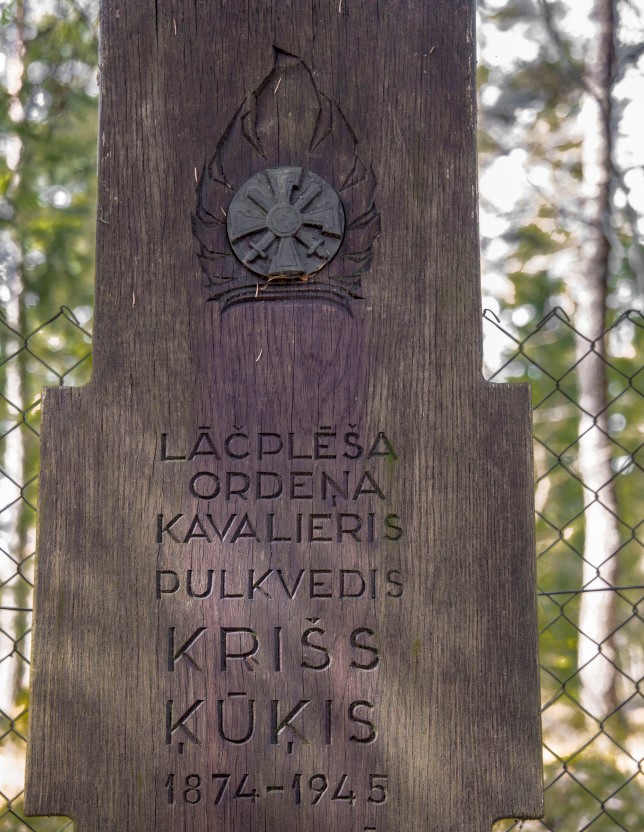 LĀČPLĒŠA
ORDEŅA
KAVALIERIS
PULKVEDIS
KRIŠS
ĶŪĶIS
1874-1945